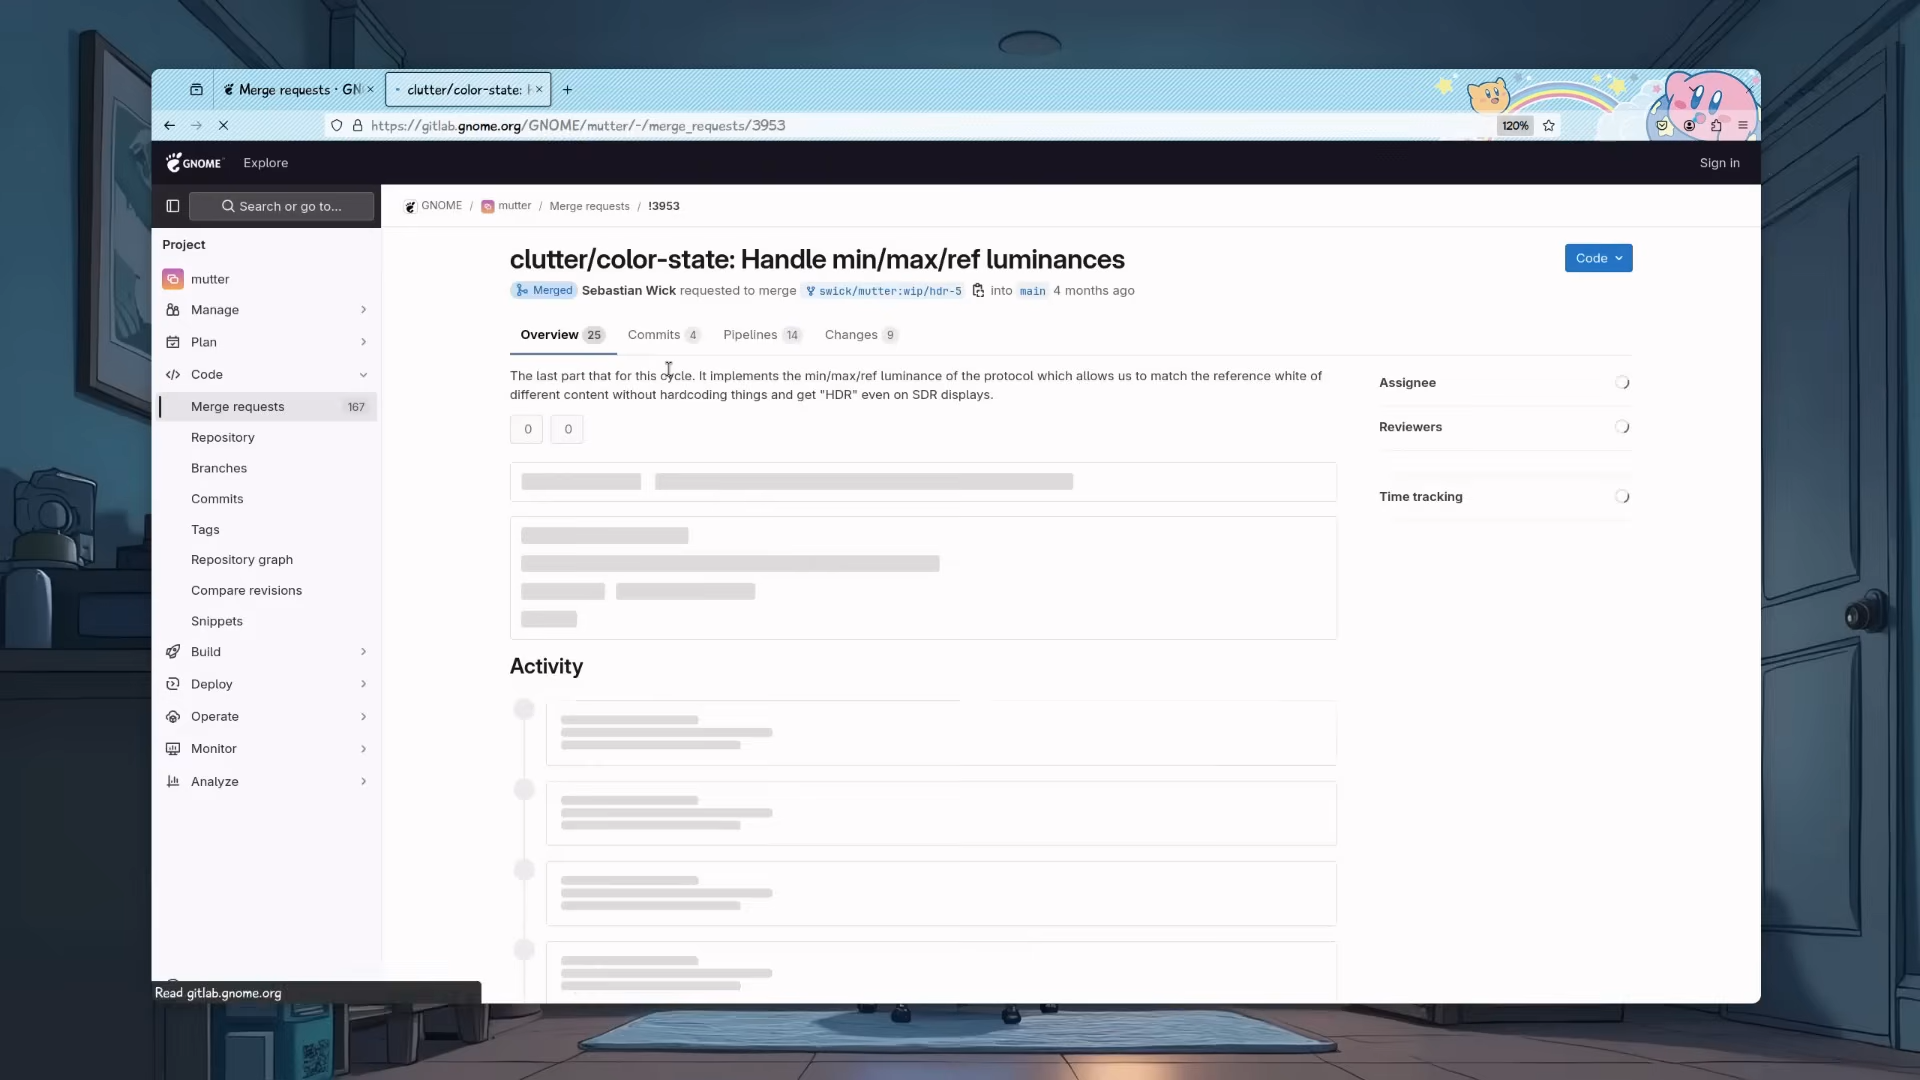 Merge requests · GN
clutter/color-state:
https://gitlab.gnome.org/GNOME/mutter/-/merge_requests/3953
120%
GNOME
Explore
Sign in
Search or go to...
GNOME / mutter / Merge requests / !3953
Project
mutter
Manage
Plan
Code
Merge requests 167
Repository
Branches
Commits
Tags
Repository graph
Compare revisions
Snippets
Build
Deploy
Operate
Monitor
Analyze
clutter/color-state: Handle min/max/ref luminances
Code
Merged Sebastian Wick requested to merge swick/mutter:wip/hdr-5 into main 4 months ago
Overview 25 Commits 4 Pipelines 14 Changes 9
The last part that for this cycle. It implements the min/max/ref luminance of the protocol which allows us to match the reference white of
different content without hardcoding things and get "HDR" even on SDR displays.
0 0
Assignee
Reviewers
Time tracking
Activity
Read gitlab.gnome.org